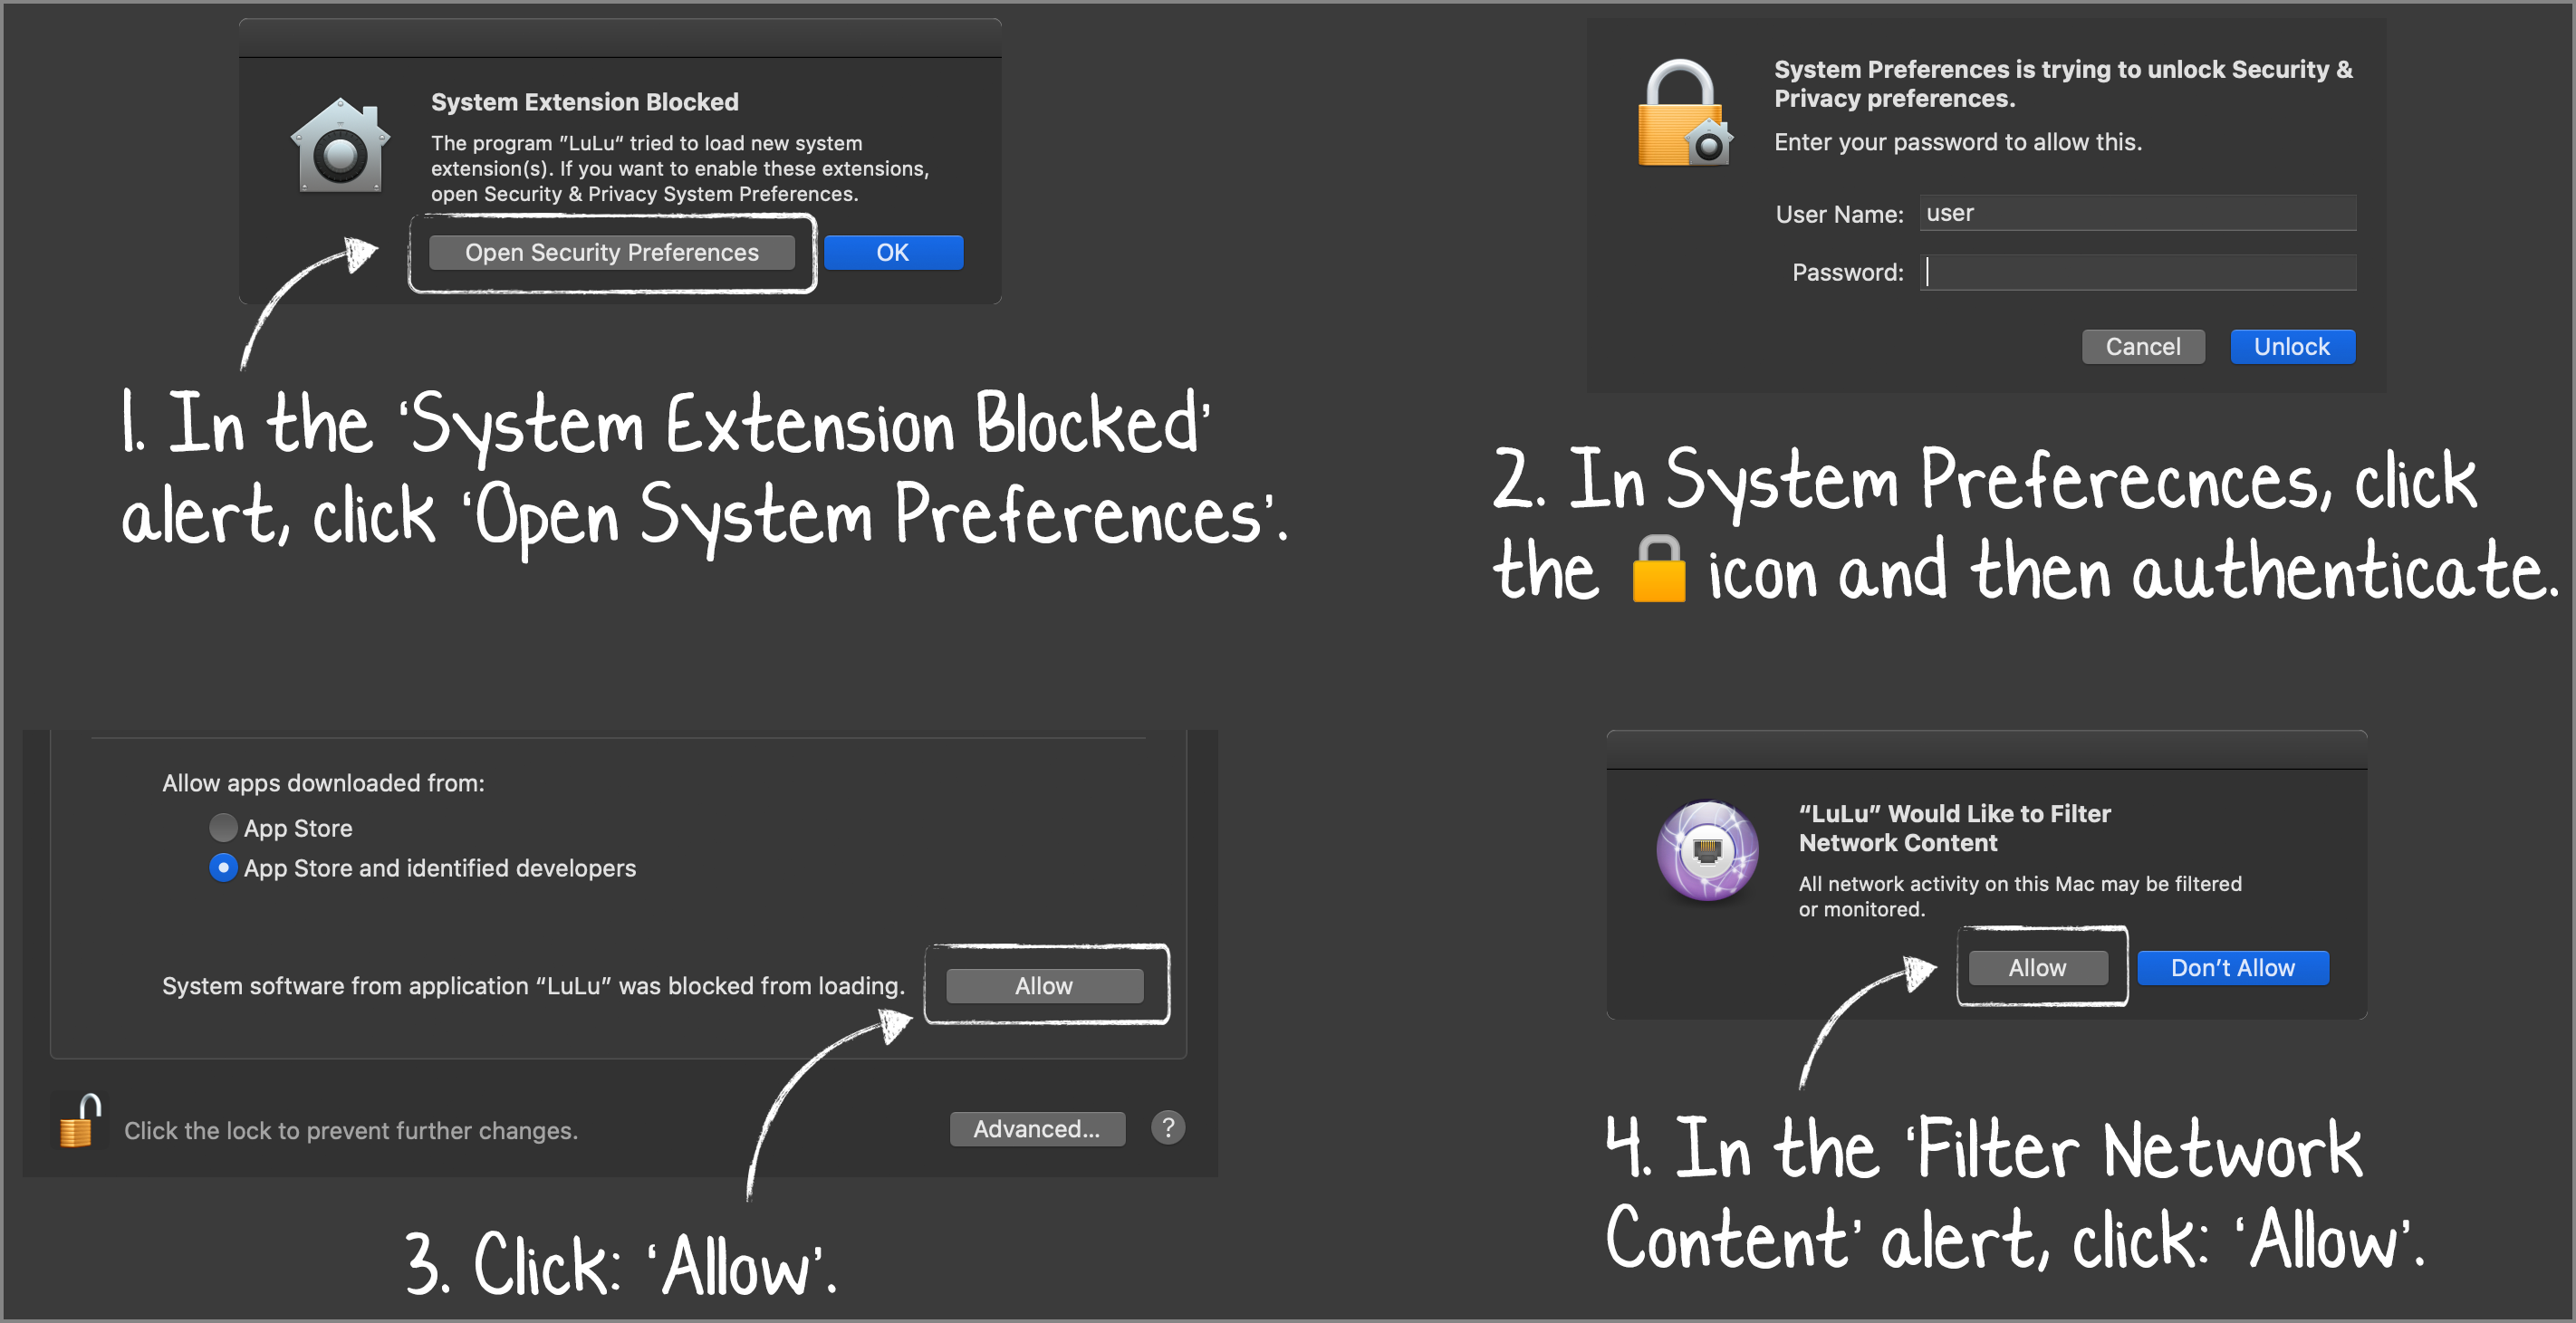 System Extension Blocked
The program "LuLu“ tried to load new system
extension(s). If you want to enable these extensions,
open Security & Privacy System Preferences.
Open Security Preferences
OK
1. In the ‘System Extension Blocked’
alert, click ‘Open System Preferences’.
System Preferences is trying to unlock Security &
Privacy preferences.
Enter your password to allow this.
User Name: user
Password:
Cancel
Unlock
2. In System Preferecnces, click
the 🔒 icon and then authenticate.
Allow apps downloaded from:
App Store
App Store and identified developers
System software from application “LuLu” was blocked from loading.
Allow
Click the lock to prevent further changes.
Advanced...
?
3. Click: ‘Allow’.
“LuLu” Would Like to Filter
Network Content
All network activity on this Mac may be filtered
or monitored.
Allow
Don’t Allow
4. In the ‘Filter Network
Content’ alert, click: ‘Allow’.